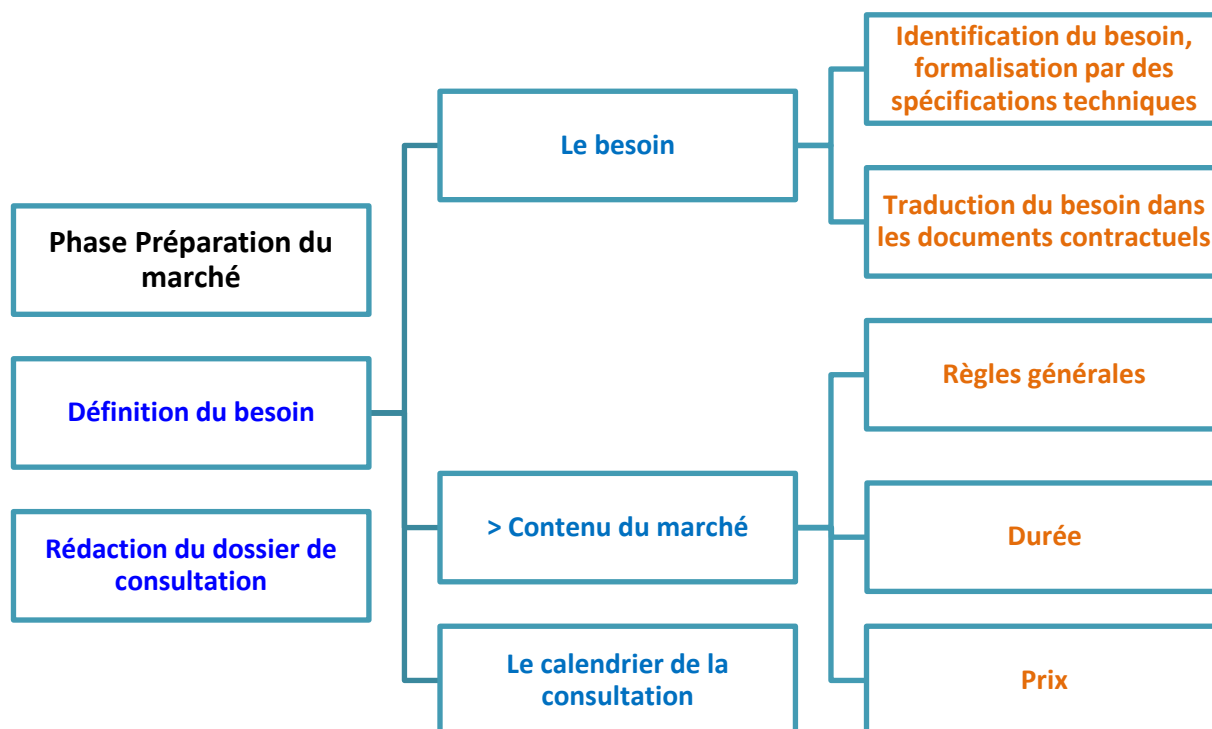 Phase Préparation du
marché
Définition du besoin
Rédaction du dossier de
consultation
Le besoin
> Contenu du marché
Le calendrier de la
consultation
Identification du besoin,
formalisation par des
spécifications techniques
Traduction du besoin dans
les documents contractuels
Règles générales
Durée
Prix